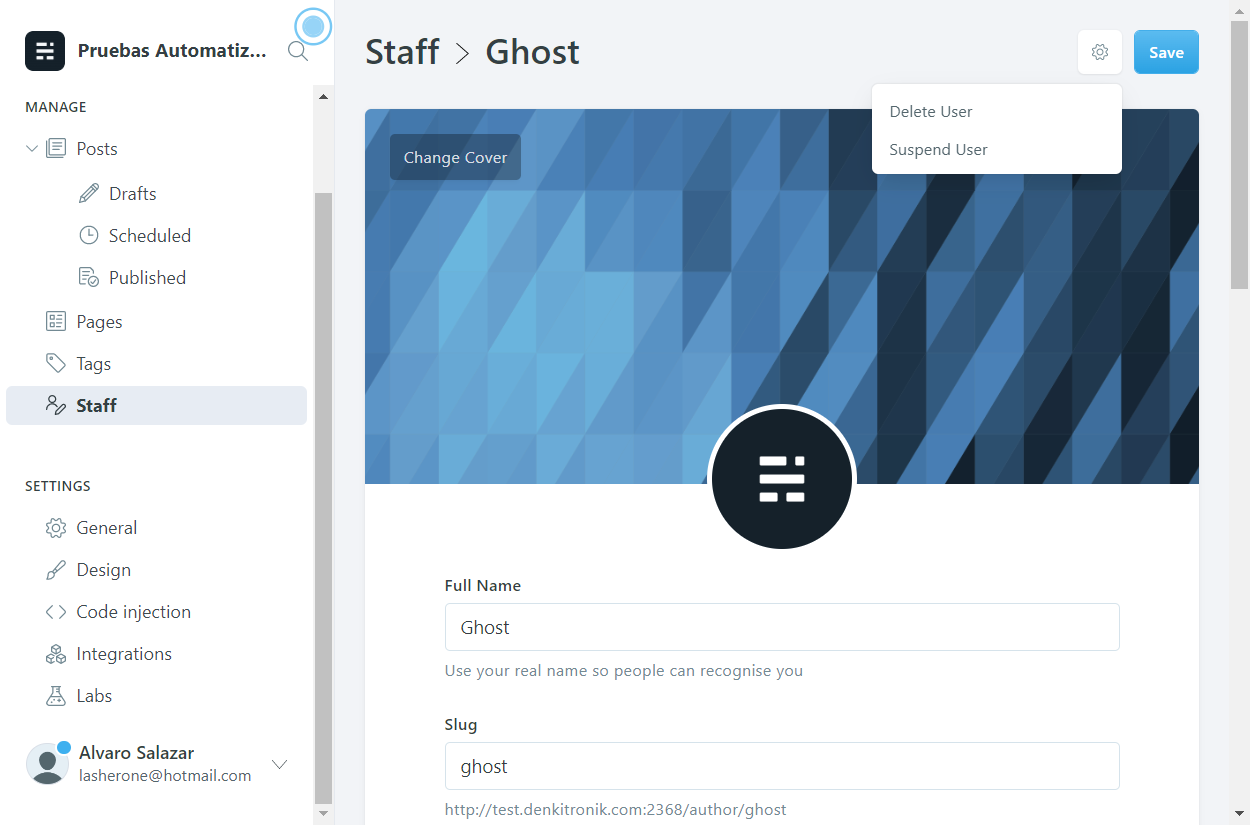 Pruebas Automatiz...
MANAGE
Posts
Drafts
Scheduled
Published
Pages
Tags
Staff
SETTINGS
General
Design
Code injection
Integrations
Labs
Alvaro Salazar
lasherone@hotmail.com
Staff > Ghost
Save
Delete User
Suspend User
Change Cover
Full Name
Ghost
Use your real name so people can recognise you
Slug
ghost
http://test.denkitronik.com:2368/author/ghost